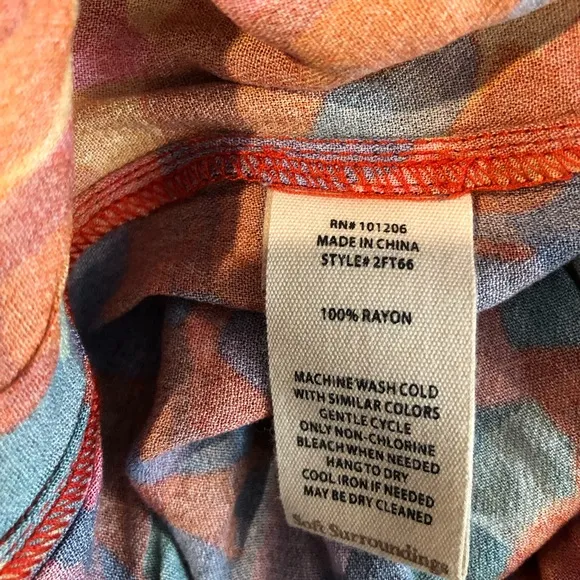 RN# 101206
MADE IN CHINA
STYLE# 2FT66
100% RAYON
MACHINE WASH COLD
WITH SIMILAR COLORS
GENTLE CYCLE
ONLY NON-CHLORINE
BLEACH WHEN NEEDED
HANG TO DRY
COOL IRON IF NEEDED
MAY BE DRY CLEANED
Soft Surroundings